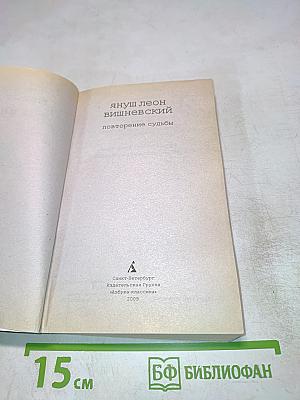 ЯНУШ ЛЕОН
ВИШНЕВСКИЙ
повторение судьбы
Санкт-Петербург
Издательская Группа
«Азбука-классика»
2009
15 см
БФ БИБЛИОФАН